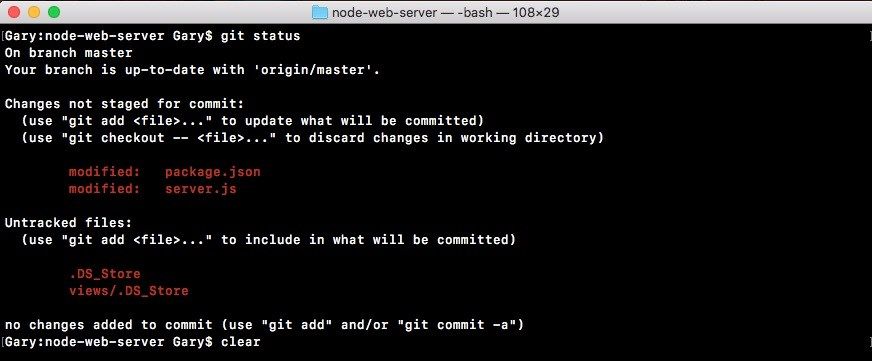 node-web-server — -bash — 108×29
[Gary:node-web-server Gary$ git status ]
On branch master
Your branch is up-to-date with 'origin/master'.
Changes not staged for commit:
  (use "git add <file>..." to update what will be committed)
  (use "git checkout -- <file>..." to discard changes in working directory)
        modified:   package.json
        modified:   server.js
Untracked files:
  (use "git add <file>..." to include in what will be committed)
        .DS_Store
        views/.DS_Store
no changes added to commit (use "git add" and/or "git commit -a")
[Gary:node-web-server Gary$ clear ]